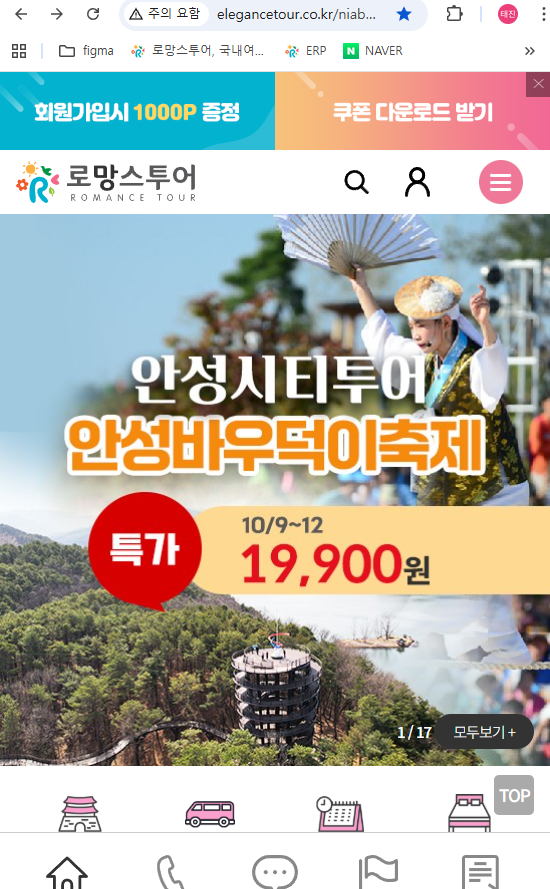 주의 요함
elegancetour.co.kr/niab...
태진
figma
로망스투어, 국내여...
ERP
N
NAVER
회원가입시 1000P 증정
쿠폰 다운로드 받기
로망스투어
ROMANCE TOUR
안성시티투어
안성바우덕이축제
특가
10/9~12
19,900원
1 / 17
모두보기 +
TOP